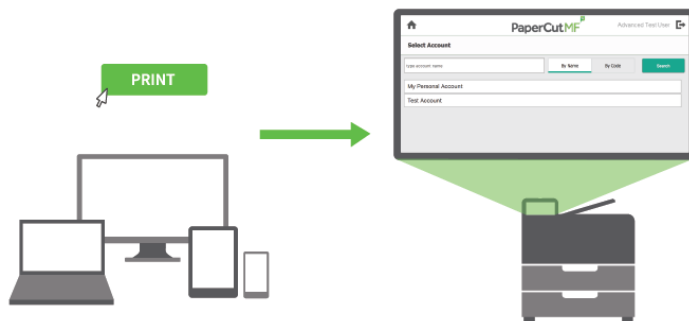 PRINT
PaperCutMF
Advanced Test User
Select Account
type account name
By Name
By Code
Search
My Personal Account
Test Account